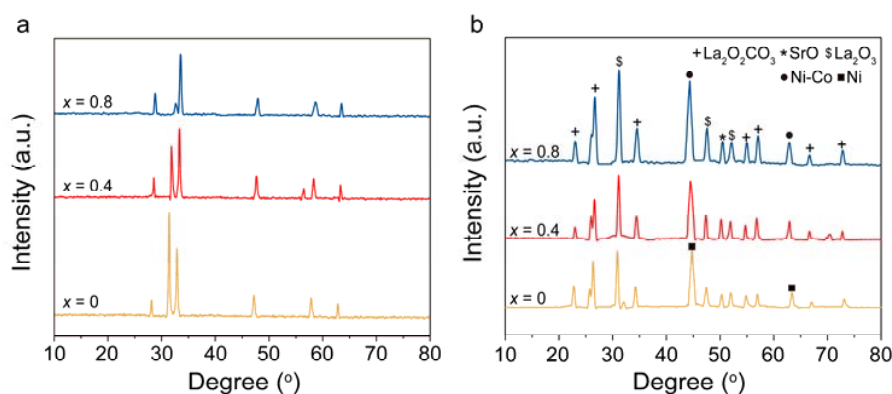 a
x = 0.8
x = 0.4
x = 0
Intensity (a.u.)
10 20 30 40 50 60 70 80
Degree (o)
b
+La₂O₂CO₃ *SrO $La₂O₃
●Ni-Co ■Ni
+ + $ + ● $ * $ + + ● + +
x = 0.8
x = 0.4
■ ■
x = 0
Intensity (a.u.)
10 20 30 40 50 60 70 80
Degree (o)